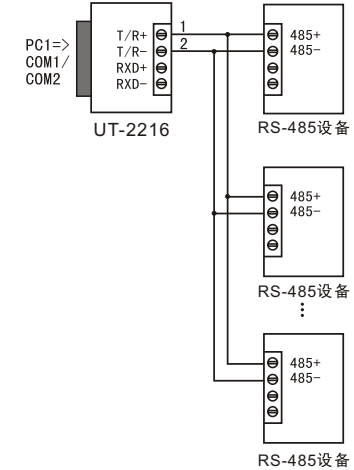 PC1=>
COM1/
COM2
T/R+
T/R-
RXD+
RXD-
1
2
UT-2216
485+
485-
RS-485设备
485+
485-
RS-485设备
⋮
485+
485-
RS-485设备